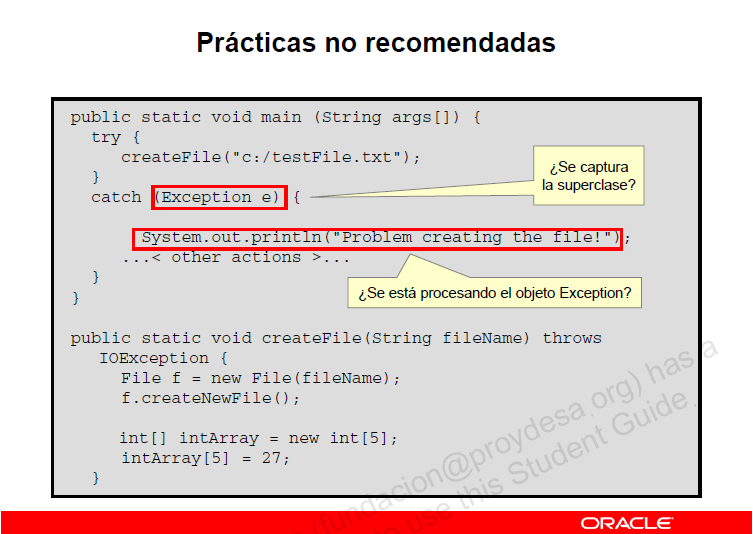 Prácticas no recomendadas
public static void main (String args[]) {
try {
createFile("c:/testFile.txt");
}
catch (Exception e) {
¿Se captura
la superclase?
System.out.println("Problem creating the file!");
...< other actions >...
}
¿Se está procesando el objeto Exception?
}
public static void createFile(String fileName) throws
IOException {
File f = new File(fileName);
f.createNewFile();
int[] intArray = new int[5];
intArray[5] = 27;
}
(fundacion@proydesa.org) has a
to use this Student Guide.
ORACLE